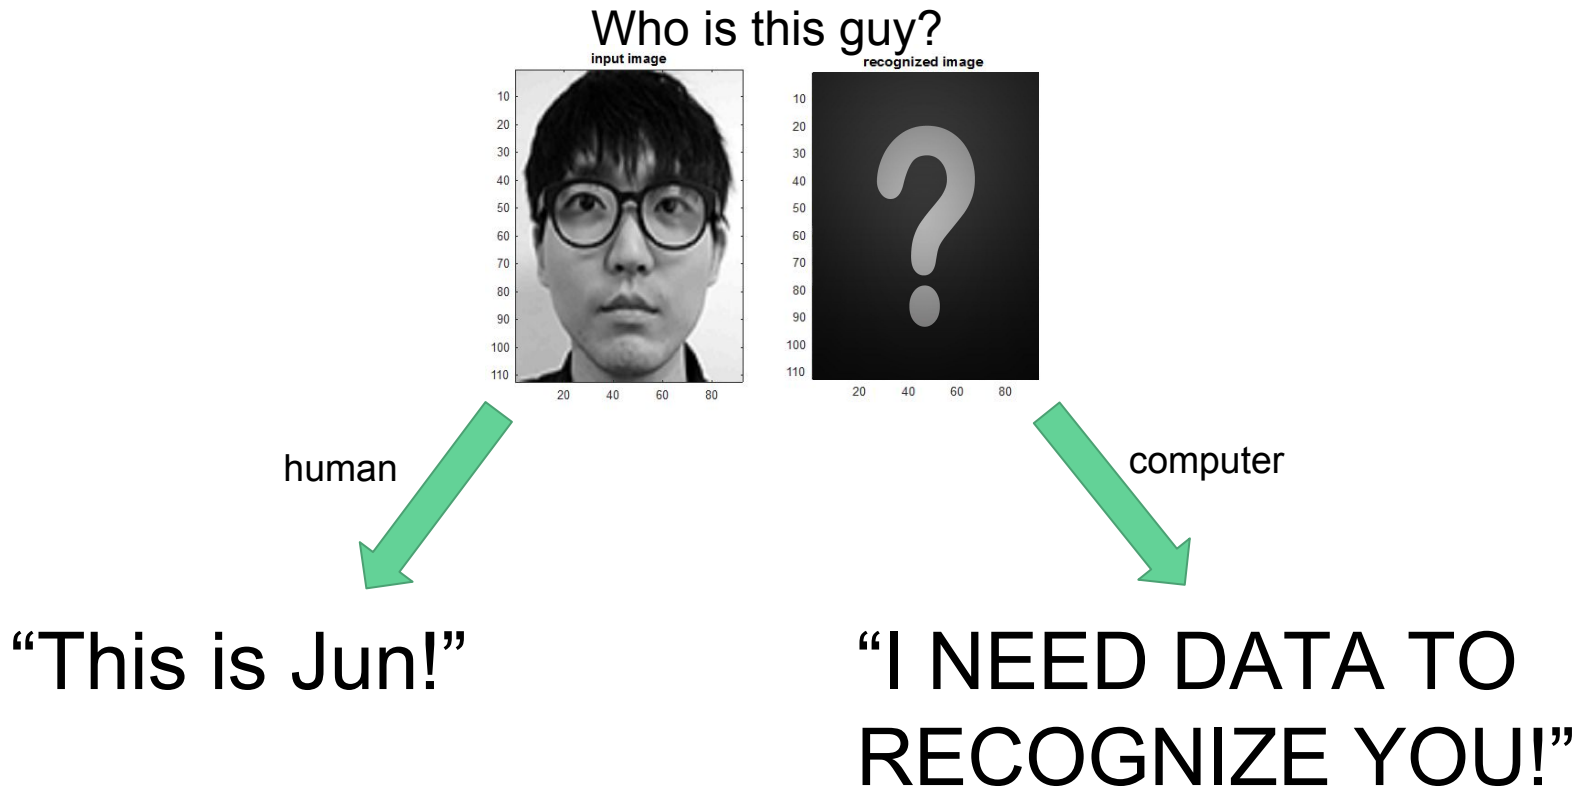 Who is this guy?
input image
recognized image
10
20
30
40
50
60
70
80
90
100
110
20 40 60 80
10
20
30
40
50
60
70
80
90
100
110
20 40 60 80
human
computer
“This is Jun!”
“I NEED DATA TO
RECOGNIZE YOU!”